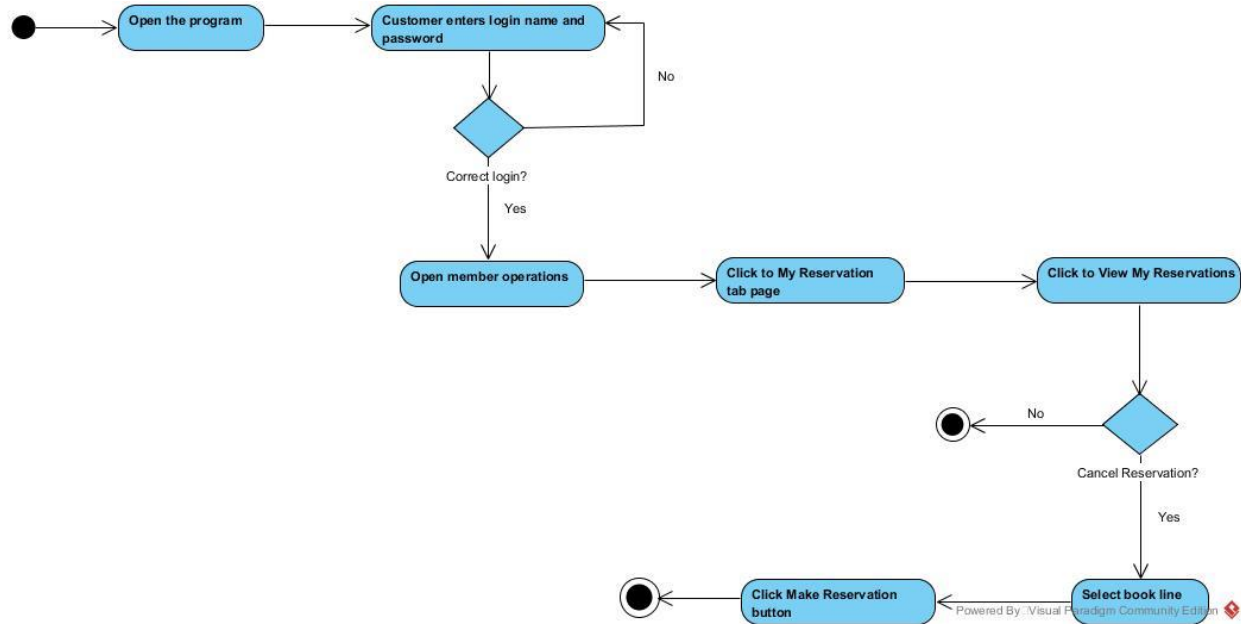 Open the program
Customer enters login name and
password
No
Correct login?
Yes
Open member operations
Click to My Reservation
tab page
Click to View My Reservations
No
Cancel Reservation?
Yes
Click Make Reservation
button
Select book line
Powered By Visual Paradigm Community Edition